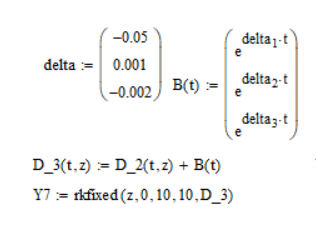 delta := (-0.05 0.001 -0.002) B(t) := (e^delta₁·t e^delta₂·t e^delta₃·t)
D_3(t,z) := D_2(t,z) + B(t)
Y7 := rkfixed(z,0,10,10,D_3)